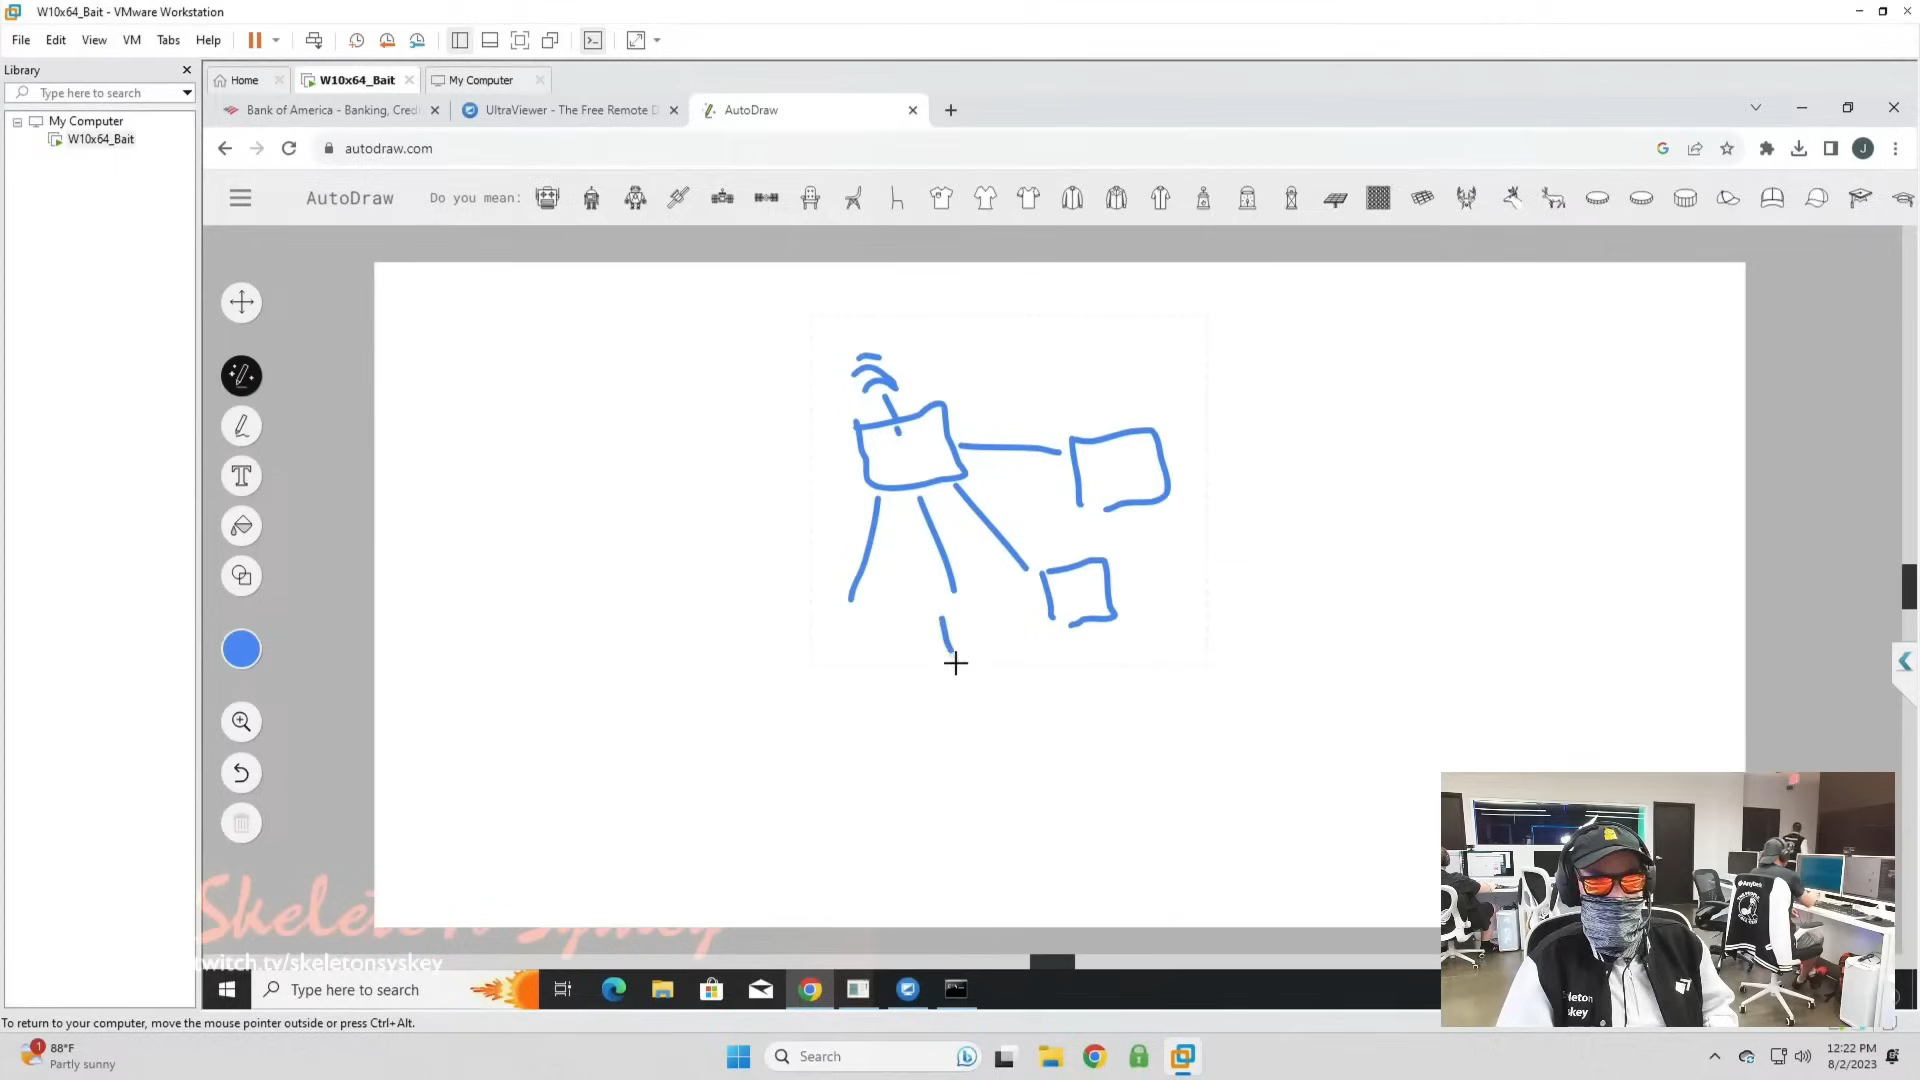 W10x64_Bait - VMware Workstation
File Edit View VM Tabs Help
Library
Type here to search
My Computer
W10x64_Bait
Home W10x64_Bait My Computer
Bank of America - Banking, Cred UltraViewer - The Free Remote D AutoDraw
autodraw.com
J
AutoDraw Do you mean:
T
twitch.tv/skeletonsyskey
Type here to search
To return to your computer, move the mouse pointer outside or press Ctrl+Alt.
1 88°F
Partly sunny
Search
12:22 PM
8/2/2023